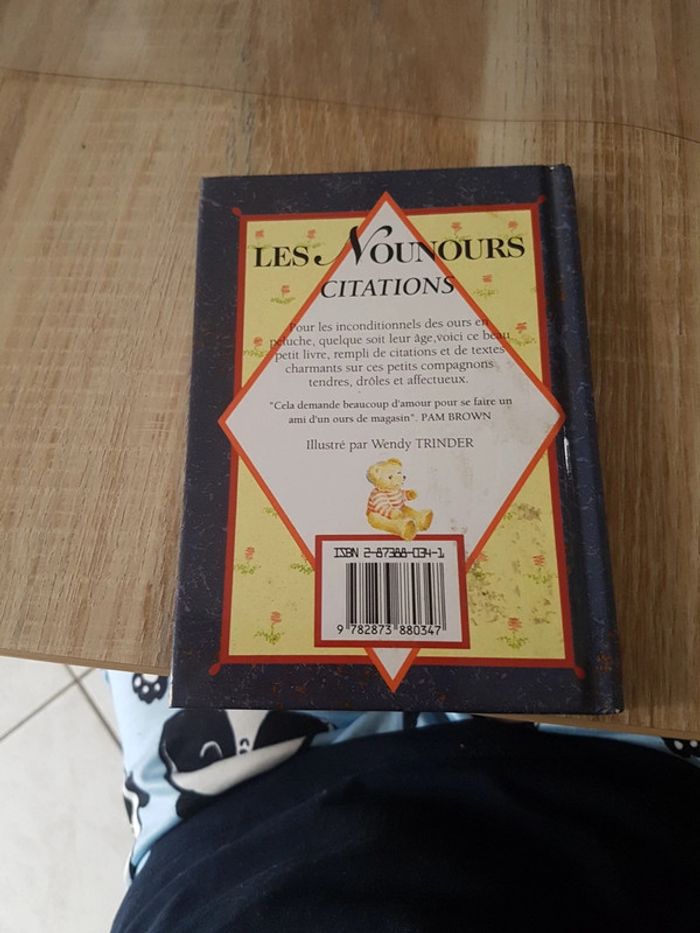 LES NOUNOURS
CITATIONS
Pour les inconditionnels des ours en
peluche, quelque soit leur âge,voici ce beau
petit livre, rempli de citations et de textes
charmants sur ces petits compagnons
tendres, drôles et affectueux.
"Cela demande beaucoup d'amour pour se faire un
ami d'un ours de magasin". PAM BROWN
Illustré par Wendy TRINDER
ISBN 2-87388-034-1
9 782873 880347